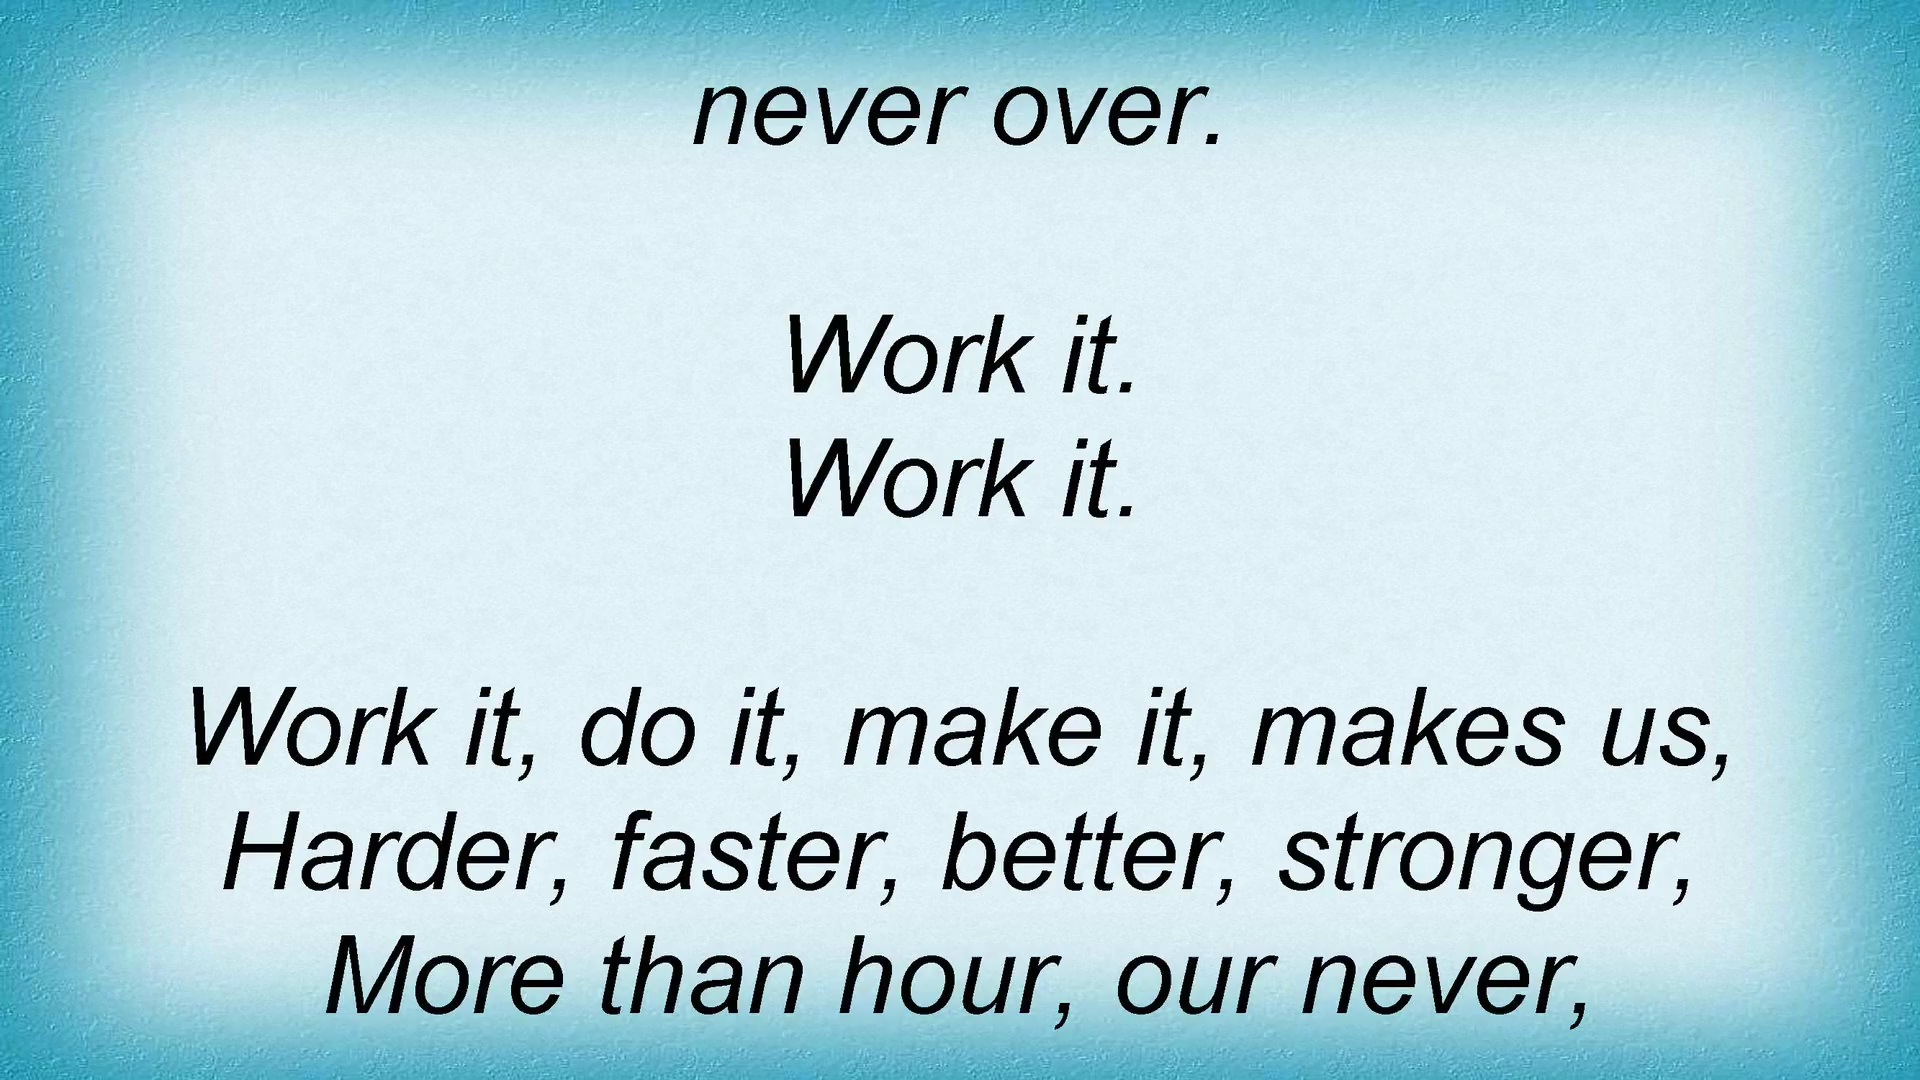 never over.
Work it.
Work it.
Work it, do it, make it, makes us,
Harder, faster, better, stronger,
More than hour, our never,